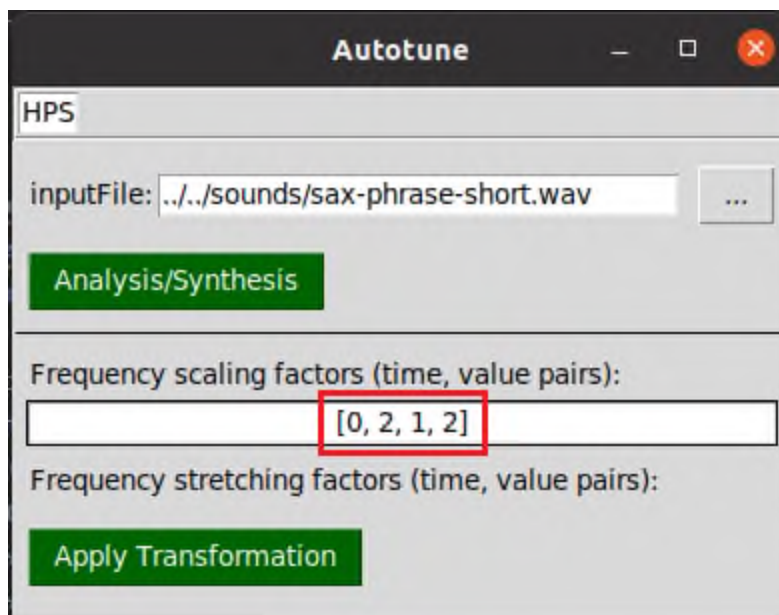 Autotune
HPS
inputFile: ../../sounds/sax-phrase-short.wav ...
Analysis/Synthesis
Frequency scaling factors (time, value pairs):
[0, 2, 1, 2]
Frequency stretching factors (time, value pairs):
Apply Transformation